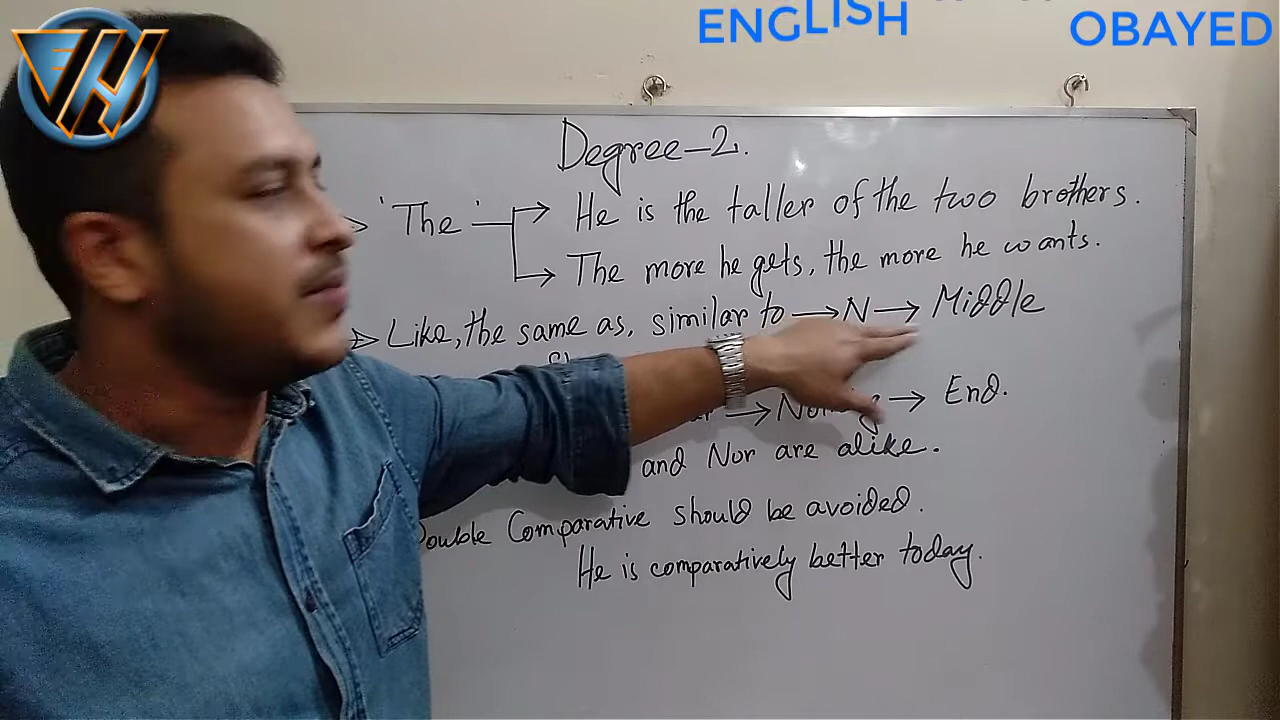 ENGLISH
OBAYED
EH
Degree-2.
'The' → He is the taller of the two brothers.
→ The more he gets, the more he wants.
Like, the same as, similar to → N → Middle
→ → End.
and Nor are alike.
Double Comparative should be avoided.
He is comparatively better today.